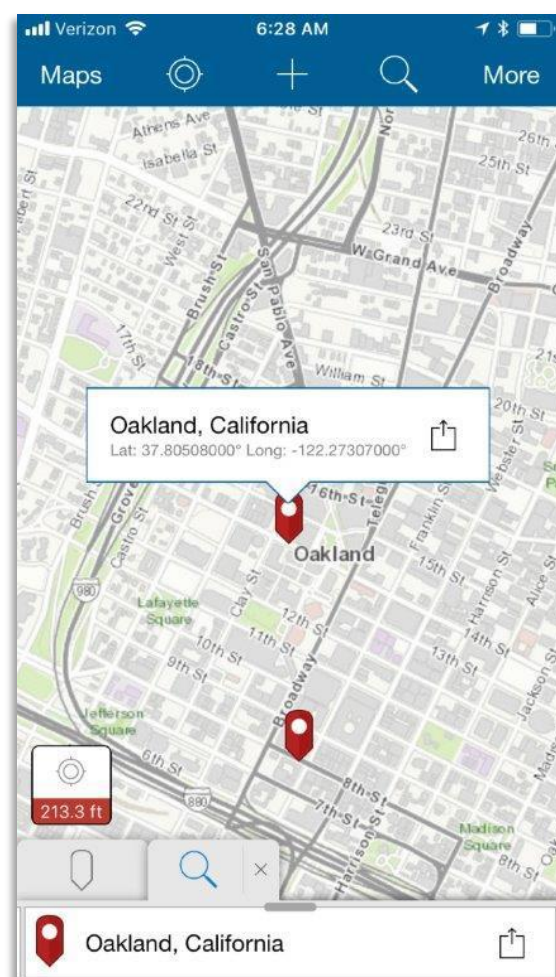 Verizon 6:28 AM
Maps More
Athens Ave
Isabella St
26th St
25th St
22nd St
West St
23rd St
Broadway
W Grand Ave
Brush St
San Pablo Ave
Castro St
17th St
18th St
William St
20th St
Webster St
Oakland, California
Lat: 37.80508000° Long: -122.27307000°
16th St
Brush St
Grove
Castro St
Franklin St
Oakland
15th St
Harrison St
Alice St
980
Lafayette
Square
Clay St
12th St
14th St
11th St
10th St
13th St
9th St
Broadway
Jackson
Jefferson
Square
6th St
8th St
880
7th St
213.3 ft
Madison
Square
8th St
Harrison St
Oakland, California